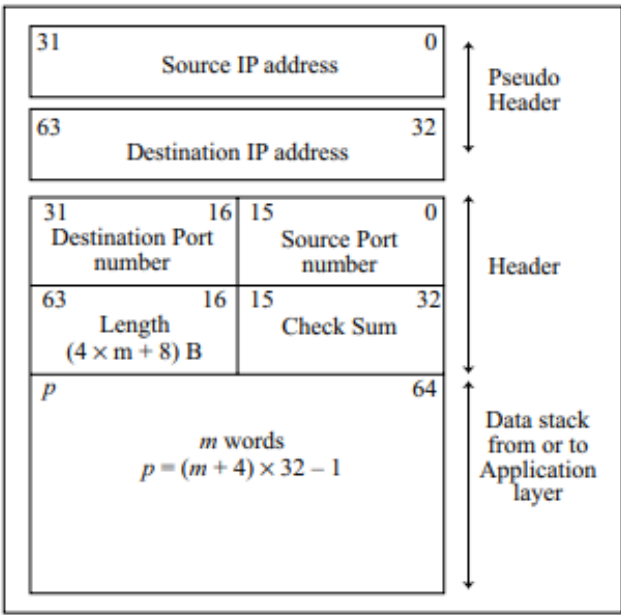 31 0
Source IP address
Pseudo
Header
63 32
Destination IP address
31 16 15 0
Destination Port Source Port
number number
Header
63 16 15 32
Length Check Sum
(4 × m + 8) B
p 64
Data stack
from or to
Application
layer
m words
p = (m + 4) × 32 – 1